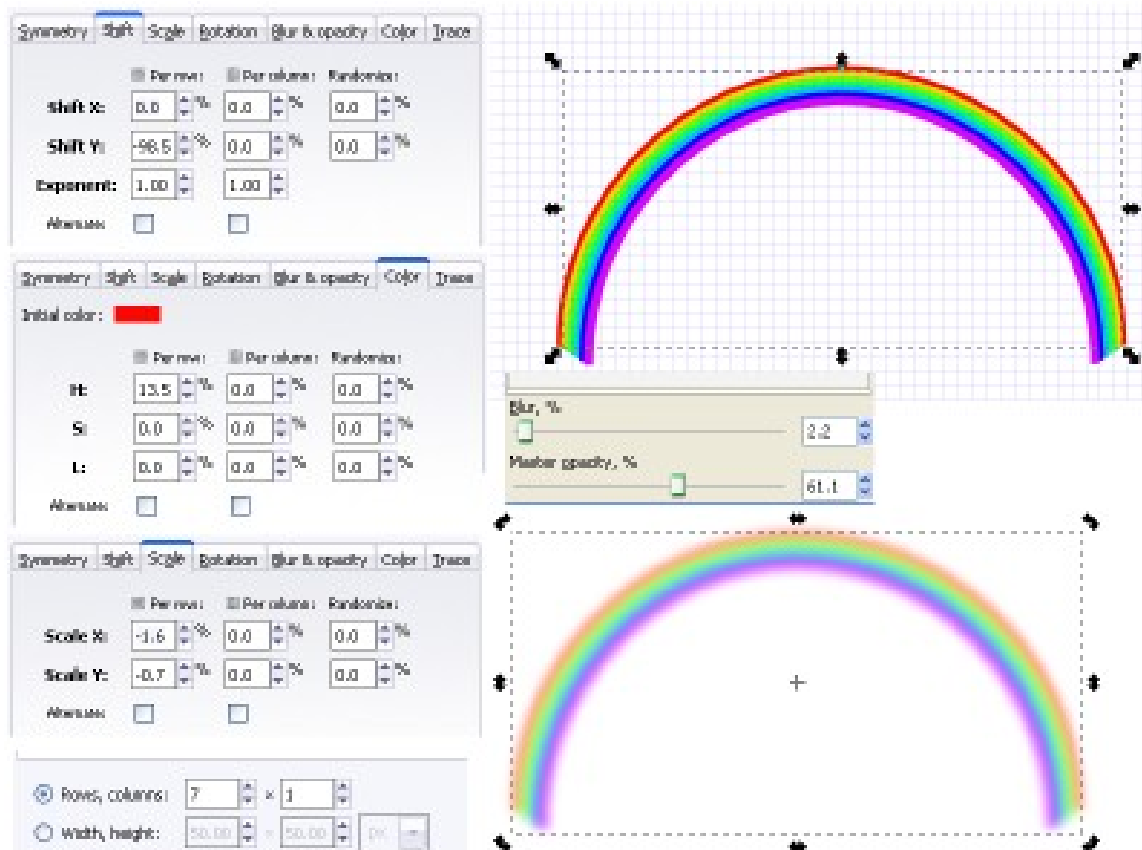 Symmetry Shift Scale Rotation Blur & opacity Color Trace
Per row: Per column: Randomize:
Shift X: 0.0 % 0.0 % 0.0 %
Shift Y: -98.5 % 0.0 % 0.0 %
Exponent: 1.00 1.00
Alternate:
Symmetry Shift Scale Rotation Blur & opacity Color Trace
Initial color:
Per row: Per column: Randomize:
H: 13.5 % 0.0 % 0.0 %
S: 0.0 % 0.0 % 0.0 %
L: 0.0 % 0.0 % 0.0 %
Alternate:
Symmetry Shift Scale Rotation Blur & opacity Color Trace
Per row: Per column: Randomize:
Scale X: -1.6 % 0.0 % 0.0 %
Scale Y: -0.7 % 0.0 % 0.0 %
Alternate:
Rows, columns: 7 × 1
Width, height: 50.00 × 50.00 px
Blur, %
2.2
Master opacity, %
61.1